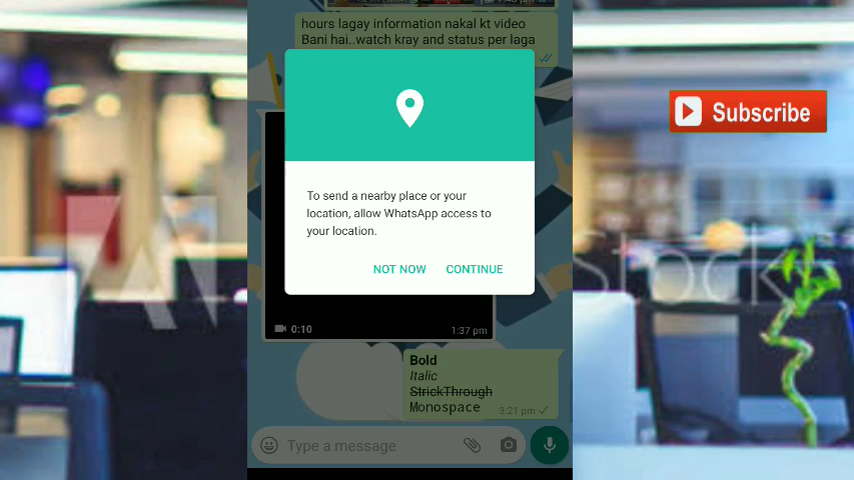 hours lagay information nakal kt video
Bani hai..watch kray and status per laga
Subscribe
To send a nearby place or your
location, allow WhatsApp access to
your location.
NOT NOW CONTINUE
0:10 1:37 pm
Bold
Italic
StrickThrough
Monospace 3:21 pm
Type a message
stock